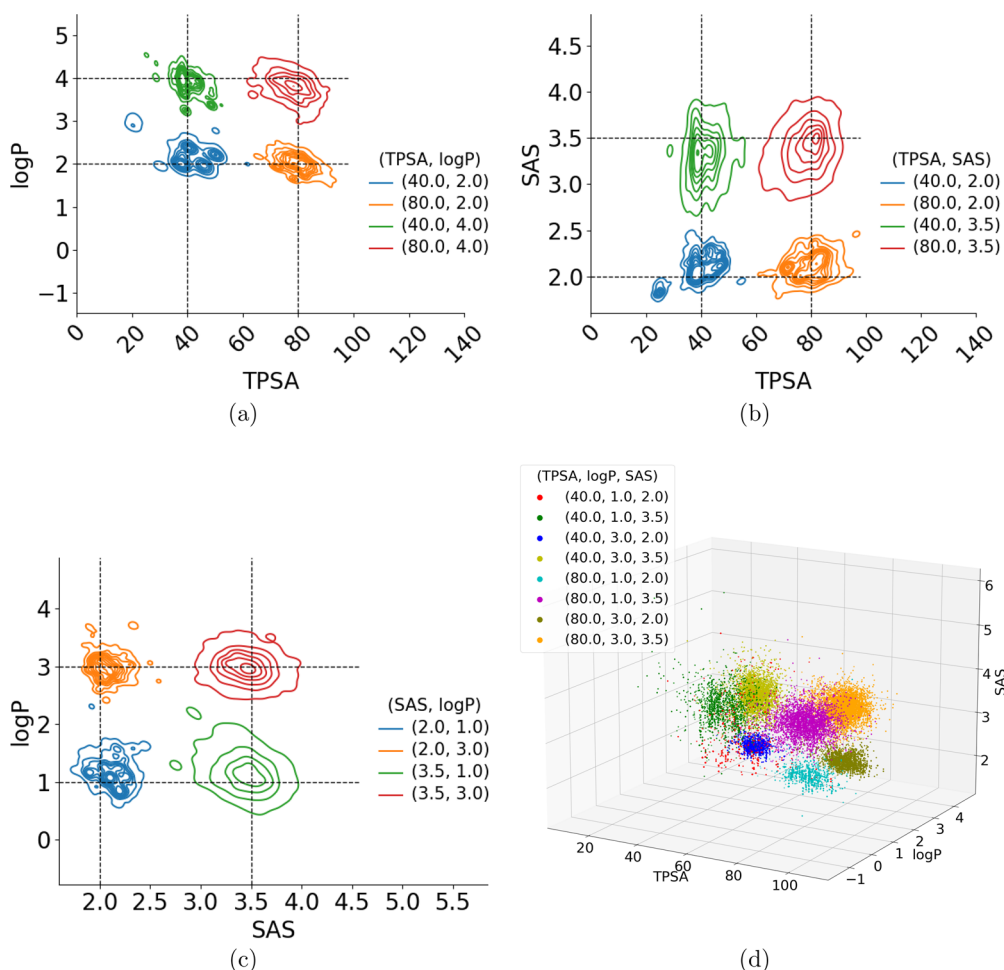 5
4
3
2
1
0
−1
logP
0
20
40
60
80
100
120
140
TPSA
(TPSA, logP)
(40.0, 2.0)
(80.0, 2.0)
(40.0, 4.0)
(80.0, 4.0)
(a)
4.5
4.0
3.5
3.0
2.5
2.0
SAS
0
20
40
60
80
100
120
140
TPSA
(TPSA, SAS)
(40.0, 2.0)
(80.0, 2.0)
(40.0, 3.5)
(80.0, 3.5)
(b)
4
3
2
1
0
logP
2.0 2.5 3.0 3.5 4.0 4.5 5.0 5.5
SAS
(SAS, logP)
(2.0, 1.0)
(2.0, 3.0)
(3.5, 1.0)
(3.5, 3.0)
(c)
(TPSA, logP, SAS)
(40.0, 1.0, 2.0)
(40.0, 1.0, 3.5)
(40.0, 3.0, 2.0)
(40.0, 3.0, 3.5)
(80.0, 1.0, 2.0)
(80.0, 1.0, 3.5)
(80.0, 3.0, 2.0)
(80.0, 3.0, 3.5)
6
5
4
3
2
SAS
20
40
60
80
100
TPSA
−1
0
1
2
3
4
logP
(d)